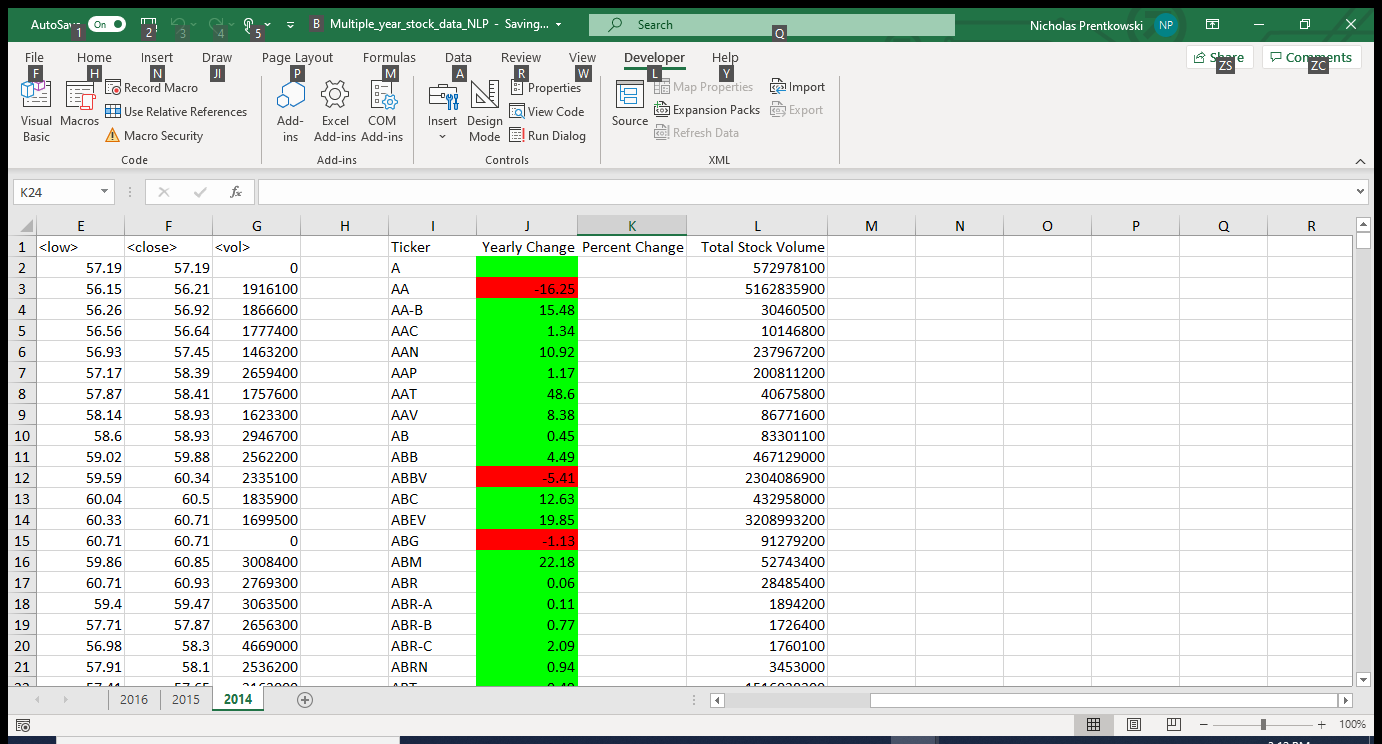 AutoSave On B Multiple_year_stock_data_NLP - Saving... Search Nicholas Prentkowski NP
1 2 3 4 5 Q
File Home Insert Draw Page Layout Formulas Data Review View Developer Help Share Comments
F H N JI P M A R W L Y ZS ZC
Visual Basic
Macros
Record Macro
Use Relative References
Macro Security
Code
Add-ins
Excel Add-ins
COM Add-ins
Add-ins
Insert
Design Mode
Properties
View Code
Run Dialog
Controls
Source
Map Properties
Expansion Packs
Refresh Data
Import
Export
XML
K24 fx
E F G H I J K L M N O P Q R
1 <low> <close> <vol> Ticker Yearly Change Percent Change Total Stock Volume
2 57.19 57.19 0 A 572978100
3 56.15 56.21 1916100 AA -16.25 5162835900
4 56.26 56.92 1866600 AA-B 15.48 30460500
5 56.56 56.64 1777400 AAC 1.34 10146800
6 56.93 57.45 1463200 AAN 10.92 237967200
7 57.17 58.39 2659400 AAP 1.17 200811200
8 57.87 58.41 1757600 AAT 48.6 40675800
9 58.14 58.93 1623300 AAV 8.38 86771600
10 58.6 58.93 2946700 AB 0.45 83301100
11 59.02 59.88 2562200 ABB 4.49 467129000
12 59.59 60.34 2335100 ABBV -5.41 2304086900
13 60.04 60.5 1835900 ABC 12.63 432958000
14 60.33 60.71 1699500 ABEV 19.85 3208993200
15 60.71 60.71 0 ABG -1.13 91279200
16 59.86 60.85 3008400 ABM 22.18 52743400
17 60.71 60.93 2769300 ABR 0.06 28485400
18 59.4 59.47 3063500 ABR-A 0.11 1894200
19 57.71 57.87 2656300 ABR-B 0.77 1726400
20 56.98 58.3 4669000 ABR-C 2.09 1760100
21 57.91 58.1 2536200 ABRN 0.94 3453000
2016 2015 2014
100%